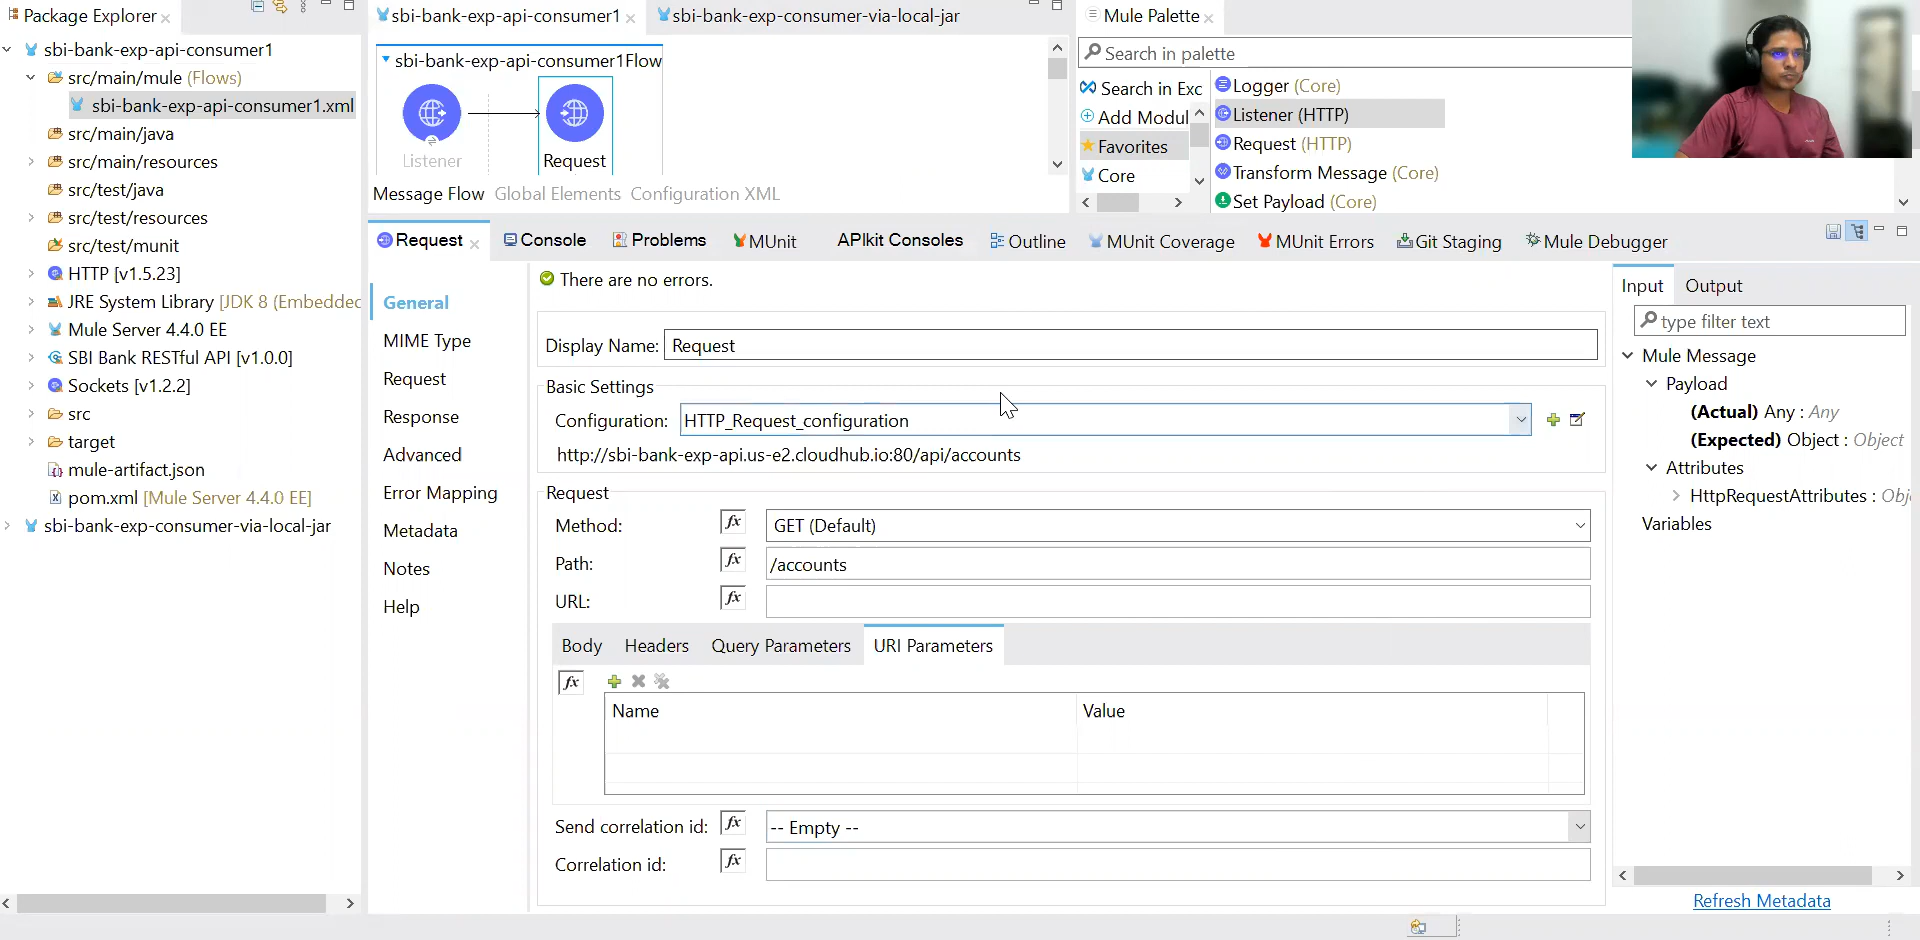 Package Explorer
sbi-bank-exp-api-consumer1
src/main/mule (Flows)
sbi-bank-exp-api-consumer1.xml
src/main/java
src/main/resources
src/test/java
src/test/resources
src/test/munit
HTTP [v1.5.23]
JRE System Library [JDK 8 (Embedded
Mule Server 4.4.0 EE
SBI Bank RESTful API [v1.0.0]
Sockets [v1.2.2]
src
target
mule-artifact.json
pom.xml [Mule Server 4.4.0 EE]
sbi-bank-exp-consumer-via-local-jar
sbi-bank-exp-api-consumer1
sbi-bank-exp-consumer-via-local-jar
sbi-bank-exp-api-consumer1Flow
Listener
Request
Message Flow Global Elements Configuration XML
Mule Palette
Search in palette
Search in Exc
Add Modul
Favorites
Core
Logger (Core)
Listener (HTTP)
Request (HTTP)
Transform Message (Core)
Set Payload (Core)
Request Console Problems MUnit APIkit Consoles Outline MUnit Coverage MUnit Errors Git Staging Mule Debugger
General
MIME Type
Request
Response
Advanced
Error Mapping
Metadata
Notes
Help
There are no errors.
Display Name: Request
Basic Settings
Configuration: HTTP_Request_configuration
http://sbi-bank-exp-api.us-e2.cloudhub.io:80/api/accounts
Request
Method: fx GET (Default)
Path: fx /accounts
URL: fx
Body Headers Query Parameters URI Parameters
fx
Name Value
Send correlation id: fx -- Empty --
Correlation id: fx
Input Output
type filter text
Mule Message
Payload
(Actual) Any : Any
(Expected) Object : Object
Attributes
HttpRequestAttributes : Obj
Variables
Refresh Metadata